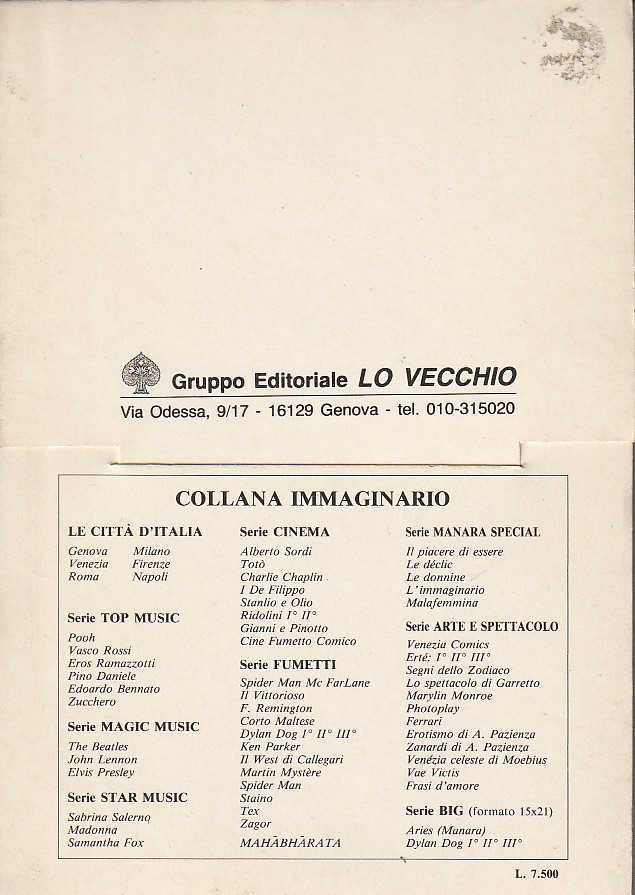 Gruppo Editoriale LO VECCHIO
Via Odessa, 9/17 - 16129 Genova - tel. 010-315020
COLLANA IMMAGINARIO
LE CITTÀ D'ITALIA
Genova Milano
Venezia Firenze
Roma Napoli
Serie TOP MUSIC
Pooh
Vasco Rossi
Eros Ramazzotti
Pino Daniele
Edoardo Bennato
Zucchero
Serie MAGIC MUSIC
The Beatles
John Lennon
Elvis Presley
Serie STAR MUSIC
Sabrina Salerno
Madonna
Samantha Fox
Serie CINEMA
Alberto Sordi
Totò
Charlie Chaplin
I De Filippo
Stanlio e Olio
Ridolini I° II°
Gianni e Pinotto
Cine Fumetto Comico
Serie FUMETTI
Spider Man Mc FarLane
Il Vittorioso
F. Remington
Corto Maltese
Dylan Dog I° II° III°
Ken Parker
Il West di Callegari
Martin Mystère
Spider Man
Staino
Tex
Zagor
MAHĀBHĀRATA
Serie MANARA SPECIAL
Il piacere di essere
Le déclic
Le donnine
L'immaginario
Malafemmina
Serie ARTE E SPETTACOLO
Venezia Comics
Erté: I° II° III°
Segni dello Zodiaco
Lo spettacolo di Garretto
Marylin Monroe
Photoplay
Ferrari
Erotismo di A. Pazienza
Zanardi di A. Pazienza
Venézia celeste di Moebius
Vae Victis
Frasi d'amore
Serie BIG (formato 15x21)
Aries (Manara)
Dylan Dog I° II° III°
L. 7.500